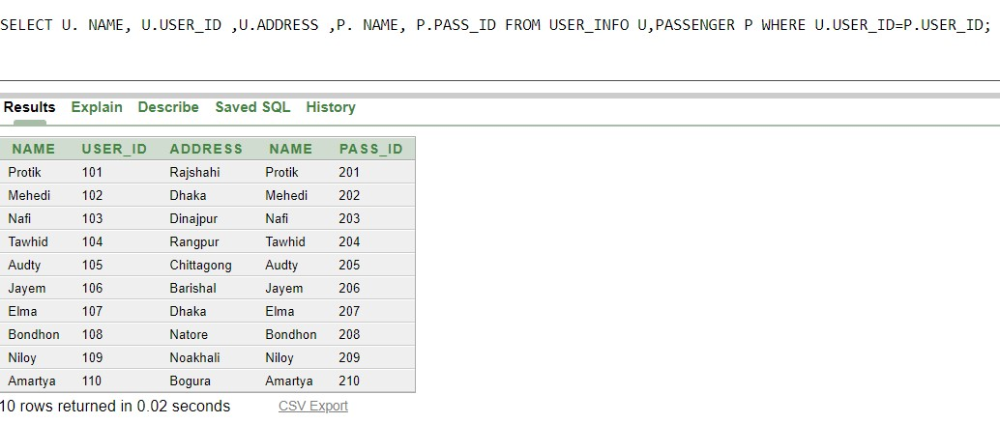 SELECT U. NAME, U.USER_ID ,U.ADDRESS ,P. NAME, P.PASS_ID FROM USER_INFO U,PASSENGER P WHERE U.USER_ID=P.USER_ID;
Results Explain Describe Saved SQL History
NAME USER_ID ADDRESS NAME PASS_ID
Protik 101 Rajshahi Protik 201
Mehedi 102 Dhaka Mehedi 202
Nafi 103 Dinajpur Nafi 203
Tawhid 104 Rangpur Tawhid 204
Audty 105 Chittagong Audty 205
Jayem 106 Barishal Jayem 206
Elma 107 Dhaka Elma 207
Bondhon 108 Natore Bondhon 208
Niloy 109 Noakhali Niloy 209
Amartya 110 Bogura Amartya 210
10 rows returned in 0.02 seconds CSV Export